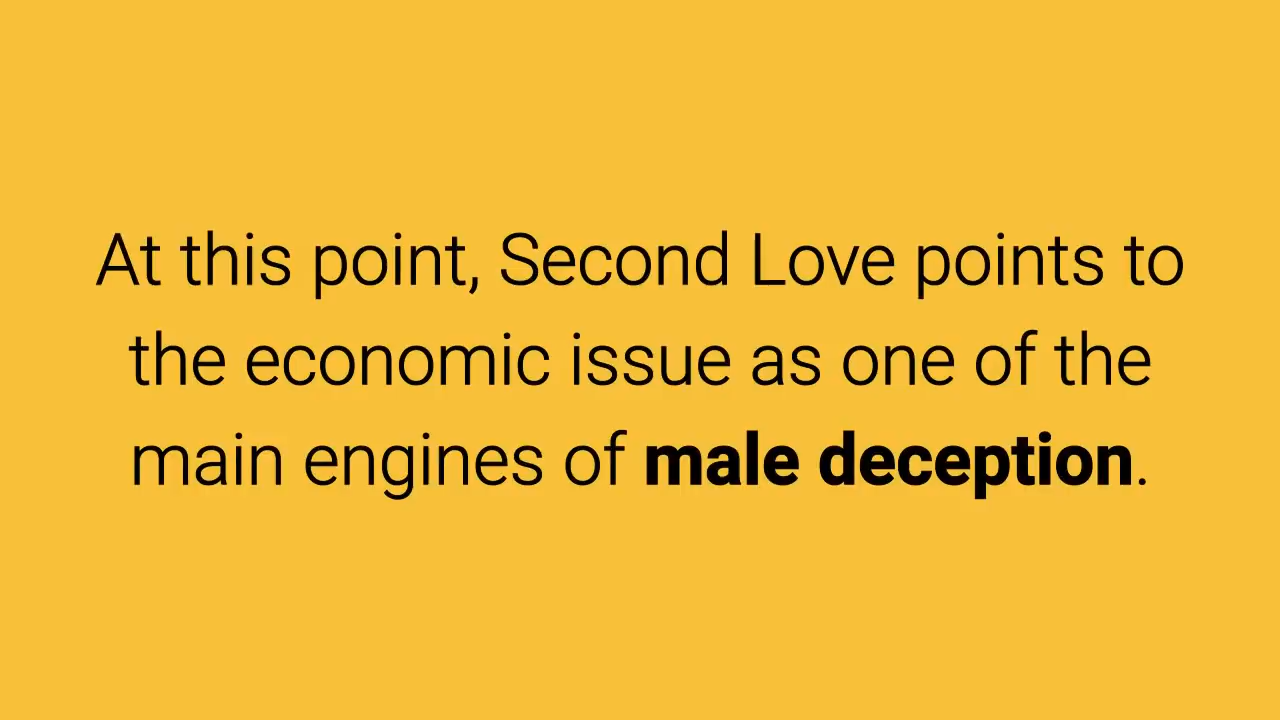 At this point, Second Love points to
the economic issue as one of the
main engines of male deception.